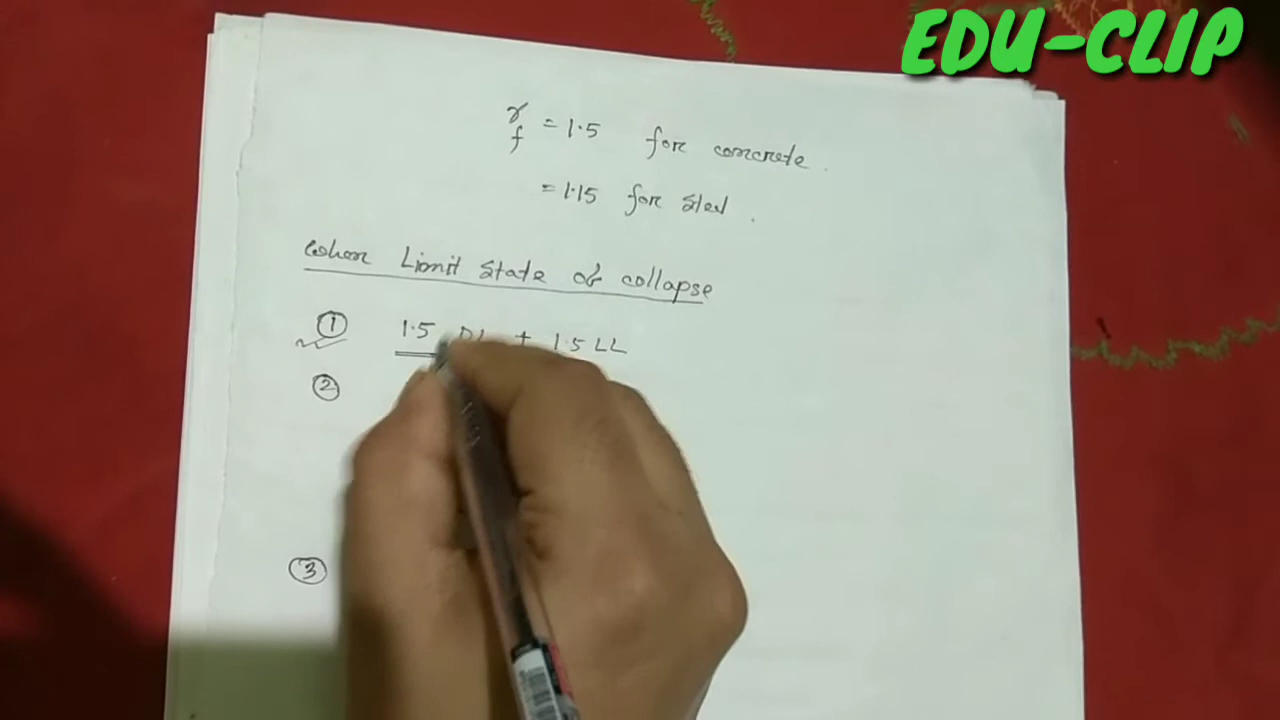 EDU-CLIP
γf = 1.5 for concrete.
= 1.15 for steel.
When Limit State of collapse
① 1.5 DL + 1.5 LL
②
③